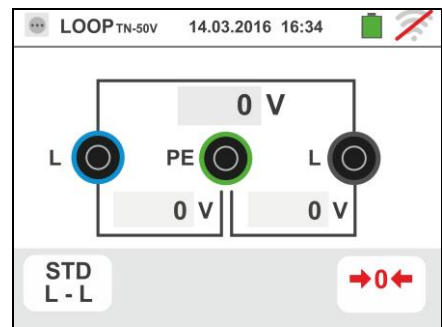 LOOP TN-50V 14.03.2016 16:34
0 V
L PE L
0 V 0 V
STD
L - L
→0←